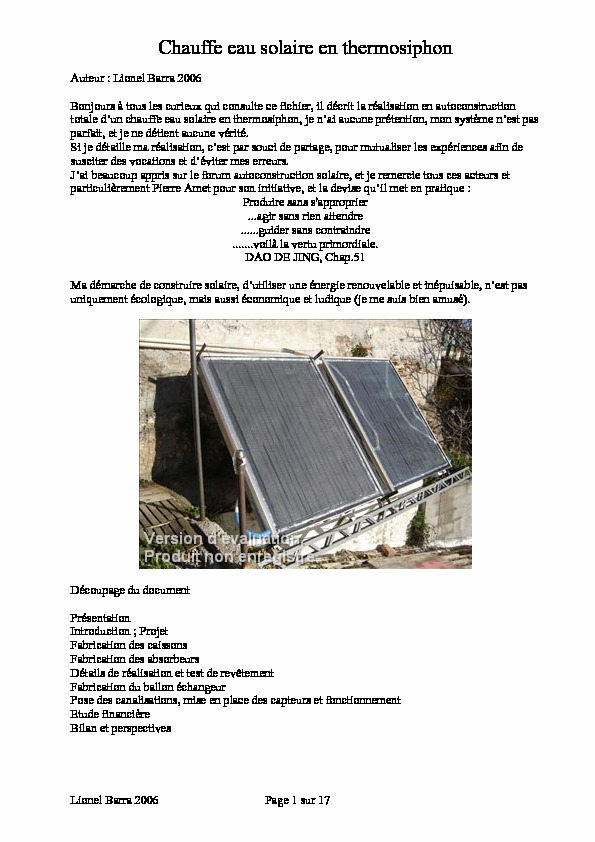 Chauffe eau solaire en thermosiphon
Auteur : Lionel Barra 2006
Bonjours à tous les curieux qui consulte ce fichier, il décrit la réalisation en autoconstruction
totale d'un chauffe eau solaire en thermosiphon, je n'ai aucune prétention, mon système n'est pas
parfait, et je ne détient aucune vérité.
Si je détaille ma réalisation, c'est par souci de partage, pour mutualiser les expériences afin de
susciter des vocations et d'éviter mes erreurs.
J'ai beaucoup appris sur le forum autoconstruction solaire, et je remercie tous ces acteurs et
particulièrement Pierre Amet pour son initiative, et la devise qu'il met en pratique :
Produire sans s'approprier
...agir sans rien attendre
......guider sans contraindre
.......voilà la vertu primordiale.
DAO DE JING, Chap.51
Ma démarche de construire solaire, d'utiliser une énergie renouvelable et inépuisable, n'est pas
uniquement écologique, mais aussi économique et ludique (je me suis bien amusé).
Version d'évaluation
Produit non enregistré
Découpage du document
Présentation
Introduction ; Projet
Fabrication des caissons
Fabrication des absorbeurs
Détails de réalisation et test de revêtement
Fabrication du ballon échangeur
Pose des canalisations, mise en place des capteurs et fonctionnement
Etude financière
Bilan et perspectives
Lionel Barra 2006 Page 1 sur 17